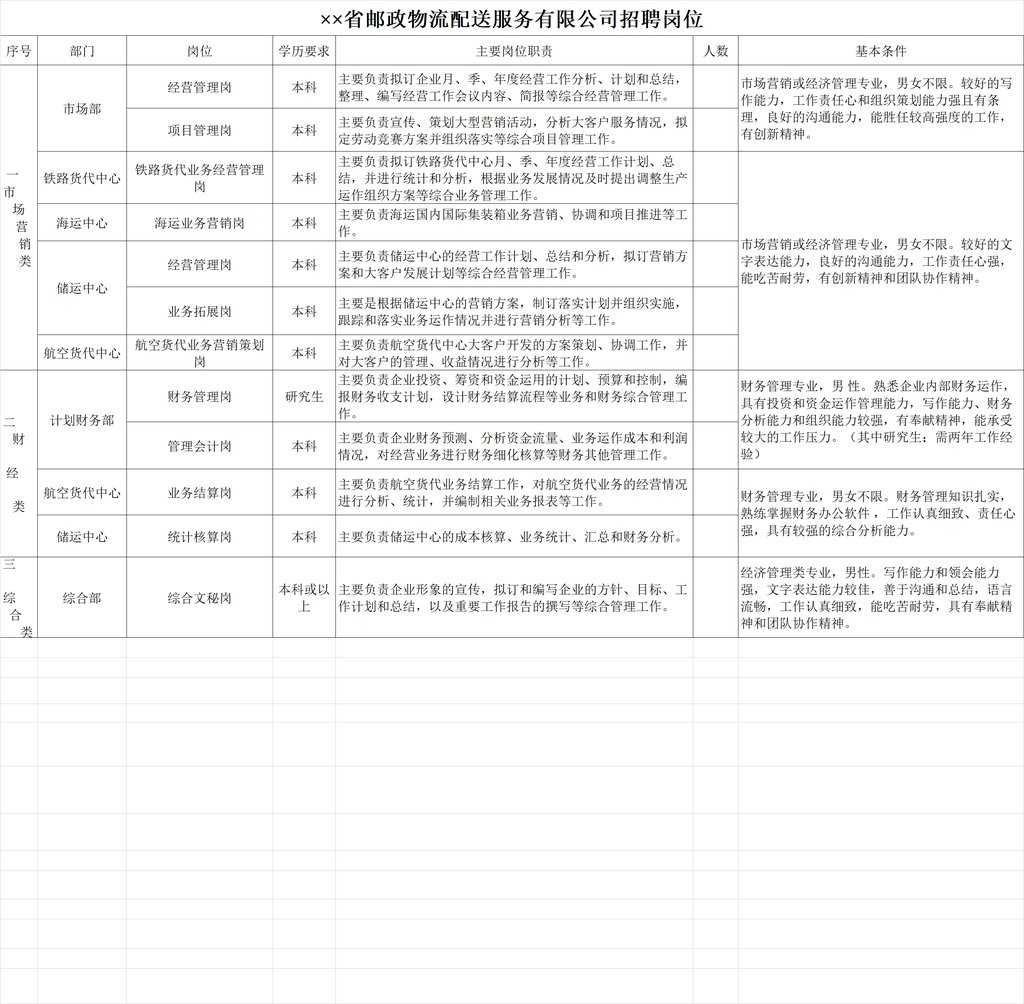 ××省邮政物流配送服务有限公司招聘岗位
序号 部门 岗位 学历要求 主要岗位职责 人数 基本条件
一
市
场
营
销
类
市场部
经营管理岗
本科
主要负责拟订企业月、季、年度经营工作分析、计划和总结，
整理、编写经营工作会议内容、简报等综合经营管理工作。
市场营销或经济管理专业，男女不限。较好的写
作能力，工作责任心和组织策划能力强且有条
理，良好的沟通能力，能胜任较高强度的工作，
有创新精神。
项目管理岗
本科
主要负责宣传、策划大型营销活动，分析大客户服务情况，拟
定劳动竞赛方案并组织落实等综合项目管理工作。
铁路货代中心
铁路货代业务经营管理
岗
本科
主要负责拟订铁路货代中心月、季、年度经营工作计划、总
结，并进行统计和分析，根据业务发展情况及时提出调整生产
运作组织方案等综合业务管理工作。
市场营销或经济管理专业，男女不限。较好的文
字表达能力，良好的沟通能力，工作责任心强，
能吃苦耐劳，有创新精神和团队协作精神。
海运中心
海运业务营销岗
本科
主要负责海运国内国际集装箱业务营销、协调和项目推进等工
作。
储运中心
经营管理岗
本科
主要负责储运中心的经营工作计划、总结和分析，拟订营销方
案和大客户发展计划等综合经营管理工作。
业务拓展岗
本科
主要是根据储运中心的营销方案，制订落实计划并组织实施，
跟踪和落实业务运作情况并进行营销分析等工作。
航空货代中心
航空货代业务营销策划
岗
本科
主要负责航空货代中心大客户开发的方案策划、协调工作，并
对大客户的管理、收益情况进行分析等工作。
二
财
经
类
计划财务部
财务管理岗
研究生
主要负责企业投资、筹资和资金运用的计划、预算和控制，编
报财务收支计划，设计财务结算流程等业务和财务综合管理工
作。
财务管理专业，男 性。熟悉企业内部财务运作，
具有投资和资金运作管理能力，写作能力、财务
分析能力和组织能力较强，有奉献精神，能承受
较大的工作压力。（其中研究生：需两年工作经
验）
管理会计岗
本科
主要负责企业财务预测、分析资金流量、业务运作成本和利润
情况，对经营业务进行财务细化核算等财务其他管理工作。
航空货代中心
业务结算岗
本科
主要负责航空货代业务结算工作，对航空货代业务的经营情况
进行分析、统计，并编制相关业务报表等工作。
财务管理专业，男女不限。财务管理知识扎实，
熟练掌握财务办公软件 ，工作认真细致、责任心
强，具有较强的综合分析能力。
储运中心
统计核算岗
本科
主要负责储运中心的成本核算、业务统计、汇总和财务分析。
三
综
合
类
综合部
综合文秘岗
本科或以
上
主要负责企业形象的宣传，拟订和编写企业的方针、目标、工
作计划和总结，以及重要工作报告的撰写等综合管理工作。
经济管理类专业，男性。写作能力和领会能力
强，文字表达能力较佳，善于沟通和总结，语言
流畅，工作认真细致，能吃苦耐劳，具有奉献精
神和团队协作精神。